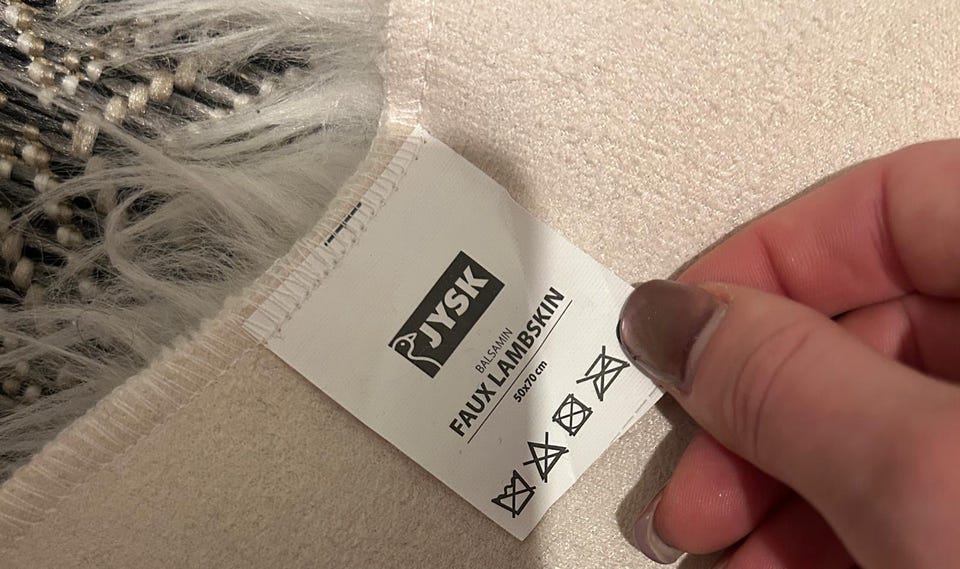 JYSK
BALSAMIN
FAUX LAMBSKIN
50x70 cm